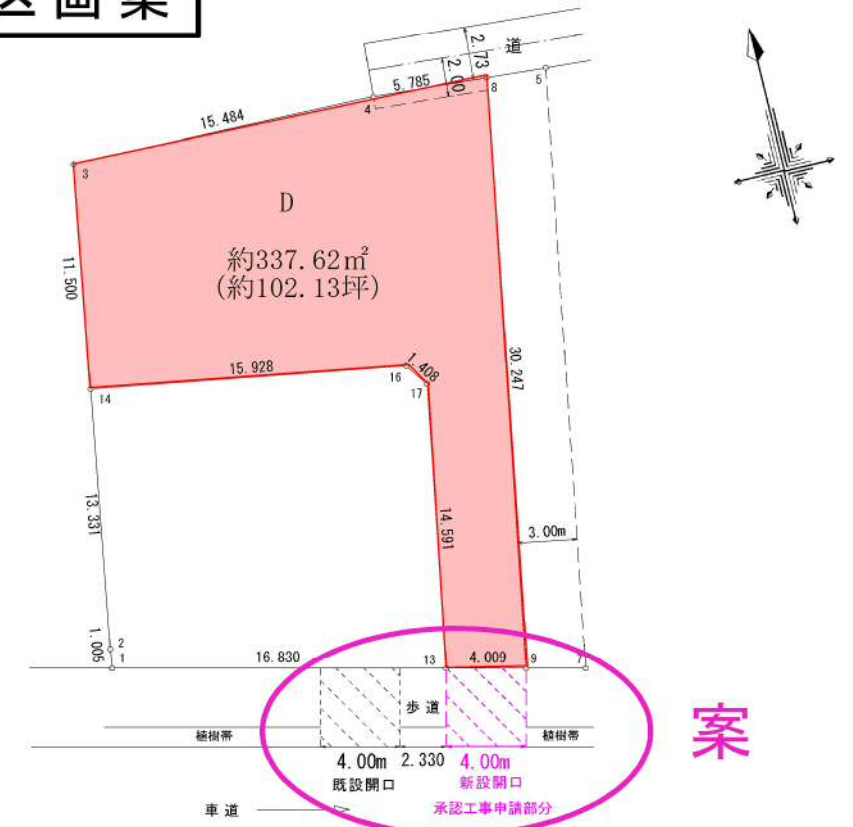 区画案
2.73
道
2.00
5.785
4
8
5
15.484
3
D
約337.62㎡
(約102.13坪)
11.500
15.928
1.408
16
17
14
30.247
13.331
14.591
3.00m
1.005
2
1
16.830
13
4.009
9
7
歩道
植樹帯
植樹帯
4.00m
2.330
4.00m
既設開口
新設開口
車道
承認工事申請部分
案